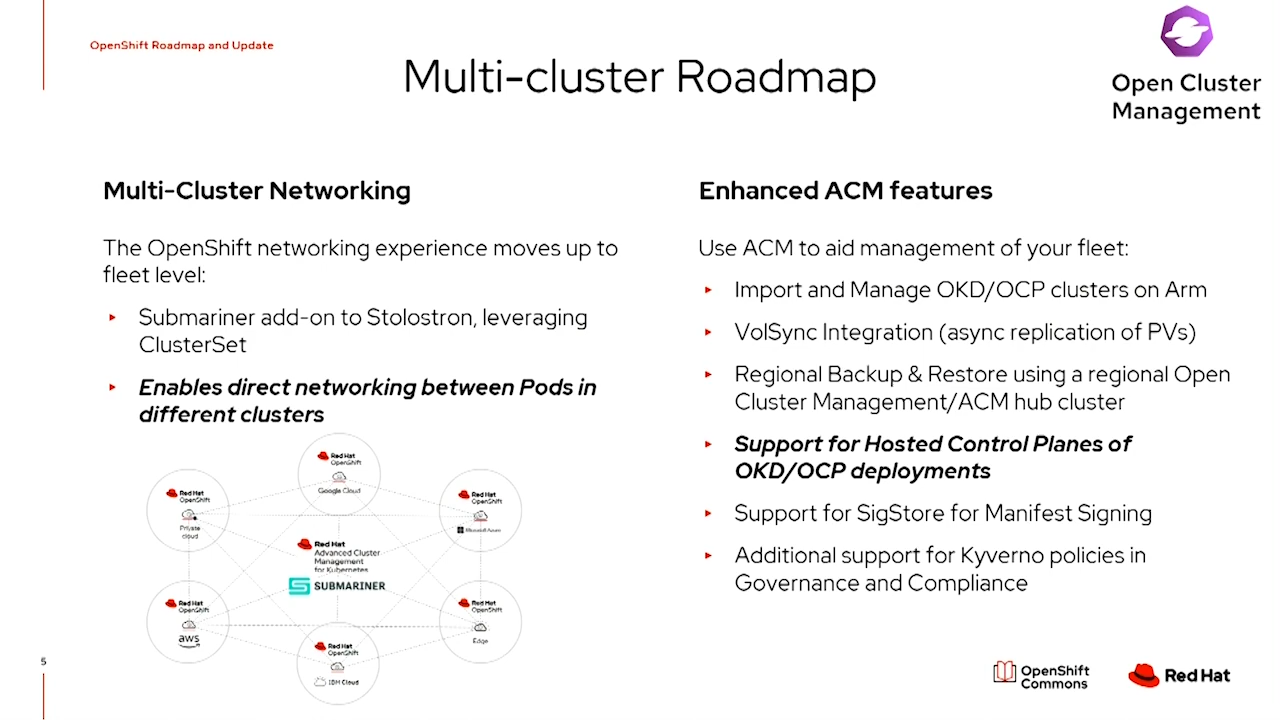 OpenShift Roadmap and Update
Multi-cluster Roadmap
Open Cluster
Management
Multi-Cluster Networking
The OpenShift networking experience moves up to
fleet level:
Submariner add-on to Stolostron, leveraging
ClusterSet
Enables direct networking between Pods in
different clusters
Red Hat
OpenShift
Google Cloud
Red Hat
OpenShift
Private
cloud
Red Hat
OpenShift
Microsoft Azure
Red Hat
Advanced Cluster
Management
for Kubernetes
SUBMARINER
Red Hat
OpenShift
aws
Red Hat
OpenShift
Edge
Red Hat
OpenShift
IBM Cloud
Enhanced ACM features
Use ACM to aid management of your fleet:
Import and Manage OKD/OCP clusters on Arm
VolSync Integration (async replication of PVs)
Regional Backup & Restore using a regional Open
Cluster Management/ACM hub cluster
Support for Hosted Control Planes of
OKD/OCP deployments
Support for SigStore for Manifest Signing
Additional support for Kyverno policies in
Governance and Compliance
5
OpenShift
Commons
Red Hat